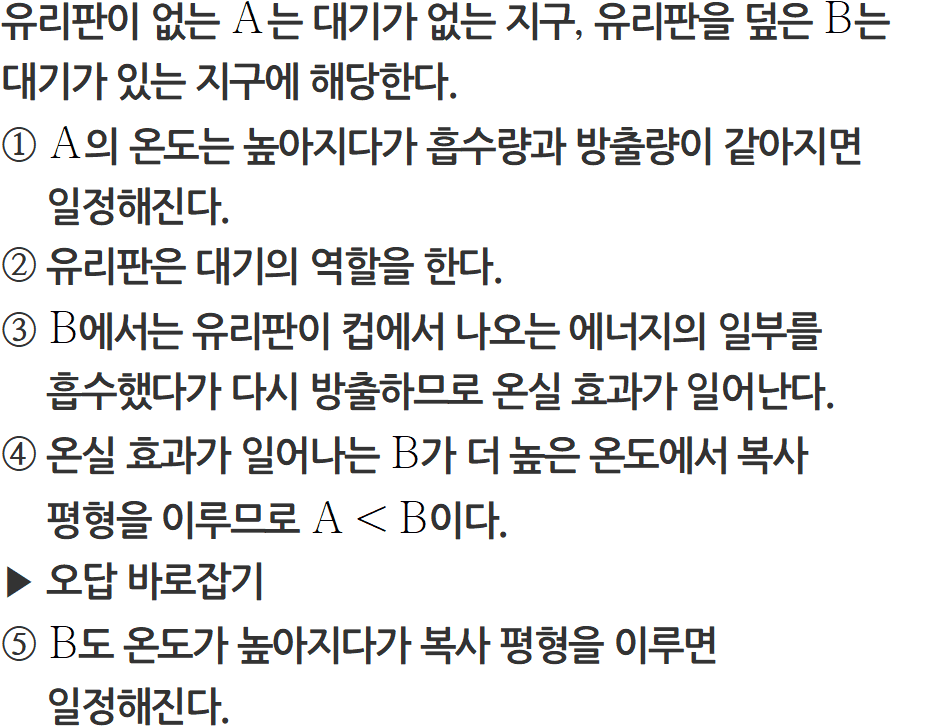 유리판이 없는 A는 대기가 없는 지구, 유리판을 덮은 B는
대기가 있는 지구에 해당한다.
① A의 온도는 높아지다가 흡수량과 방출량이 같아지면
일정해진다.
② 유리판은 대기의 역할을 한다.
③ B에서는 유리판이 컵에서 나오는 에너지의 일부를
흡수했다가 다시 방출하므로 온실 효과가 일어난다.
④ 온실 효과가 일어나는 B가 더 높은 온도에서 복사
평형을 이루므로 A < B이다.
▶ 오답 바로잡기
⑤ B도 온도가 높아지다가 복사 평형을 이루면
일정해진다.